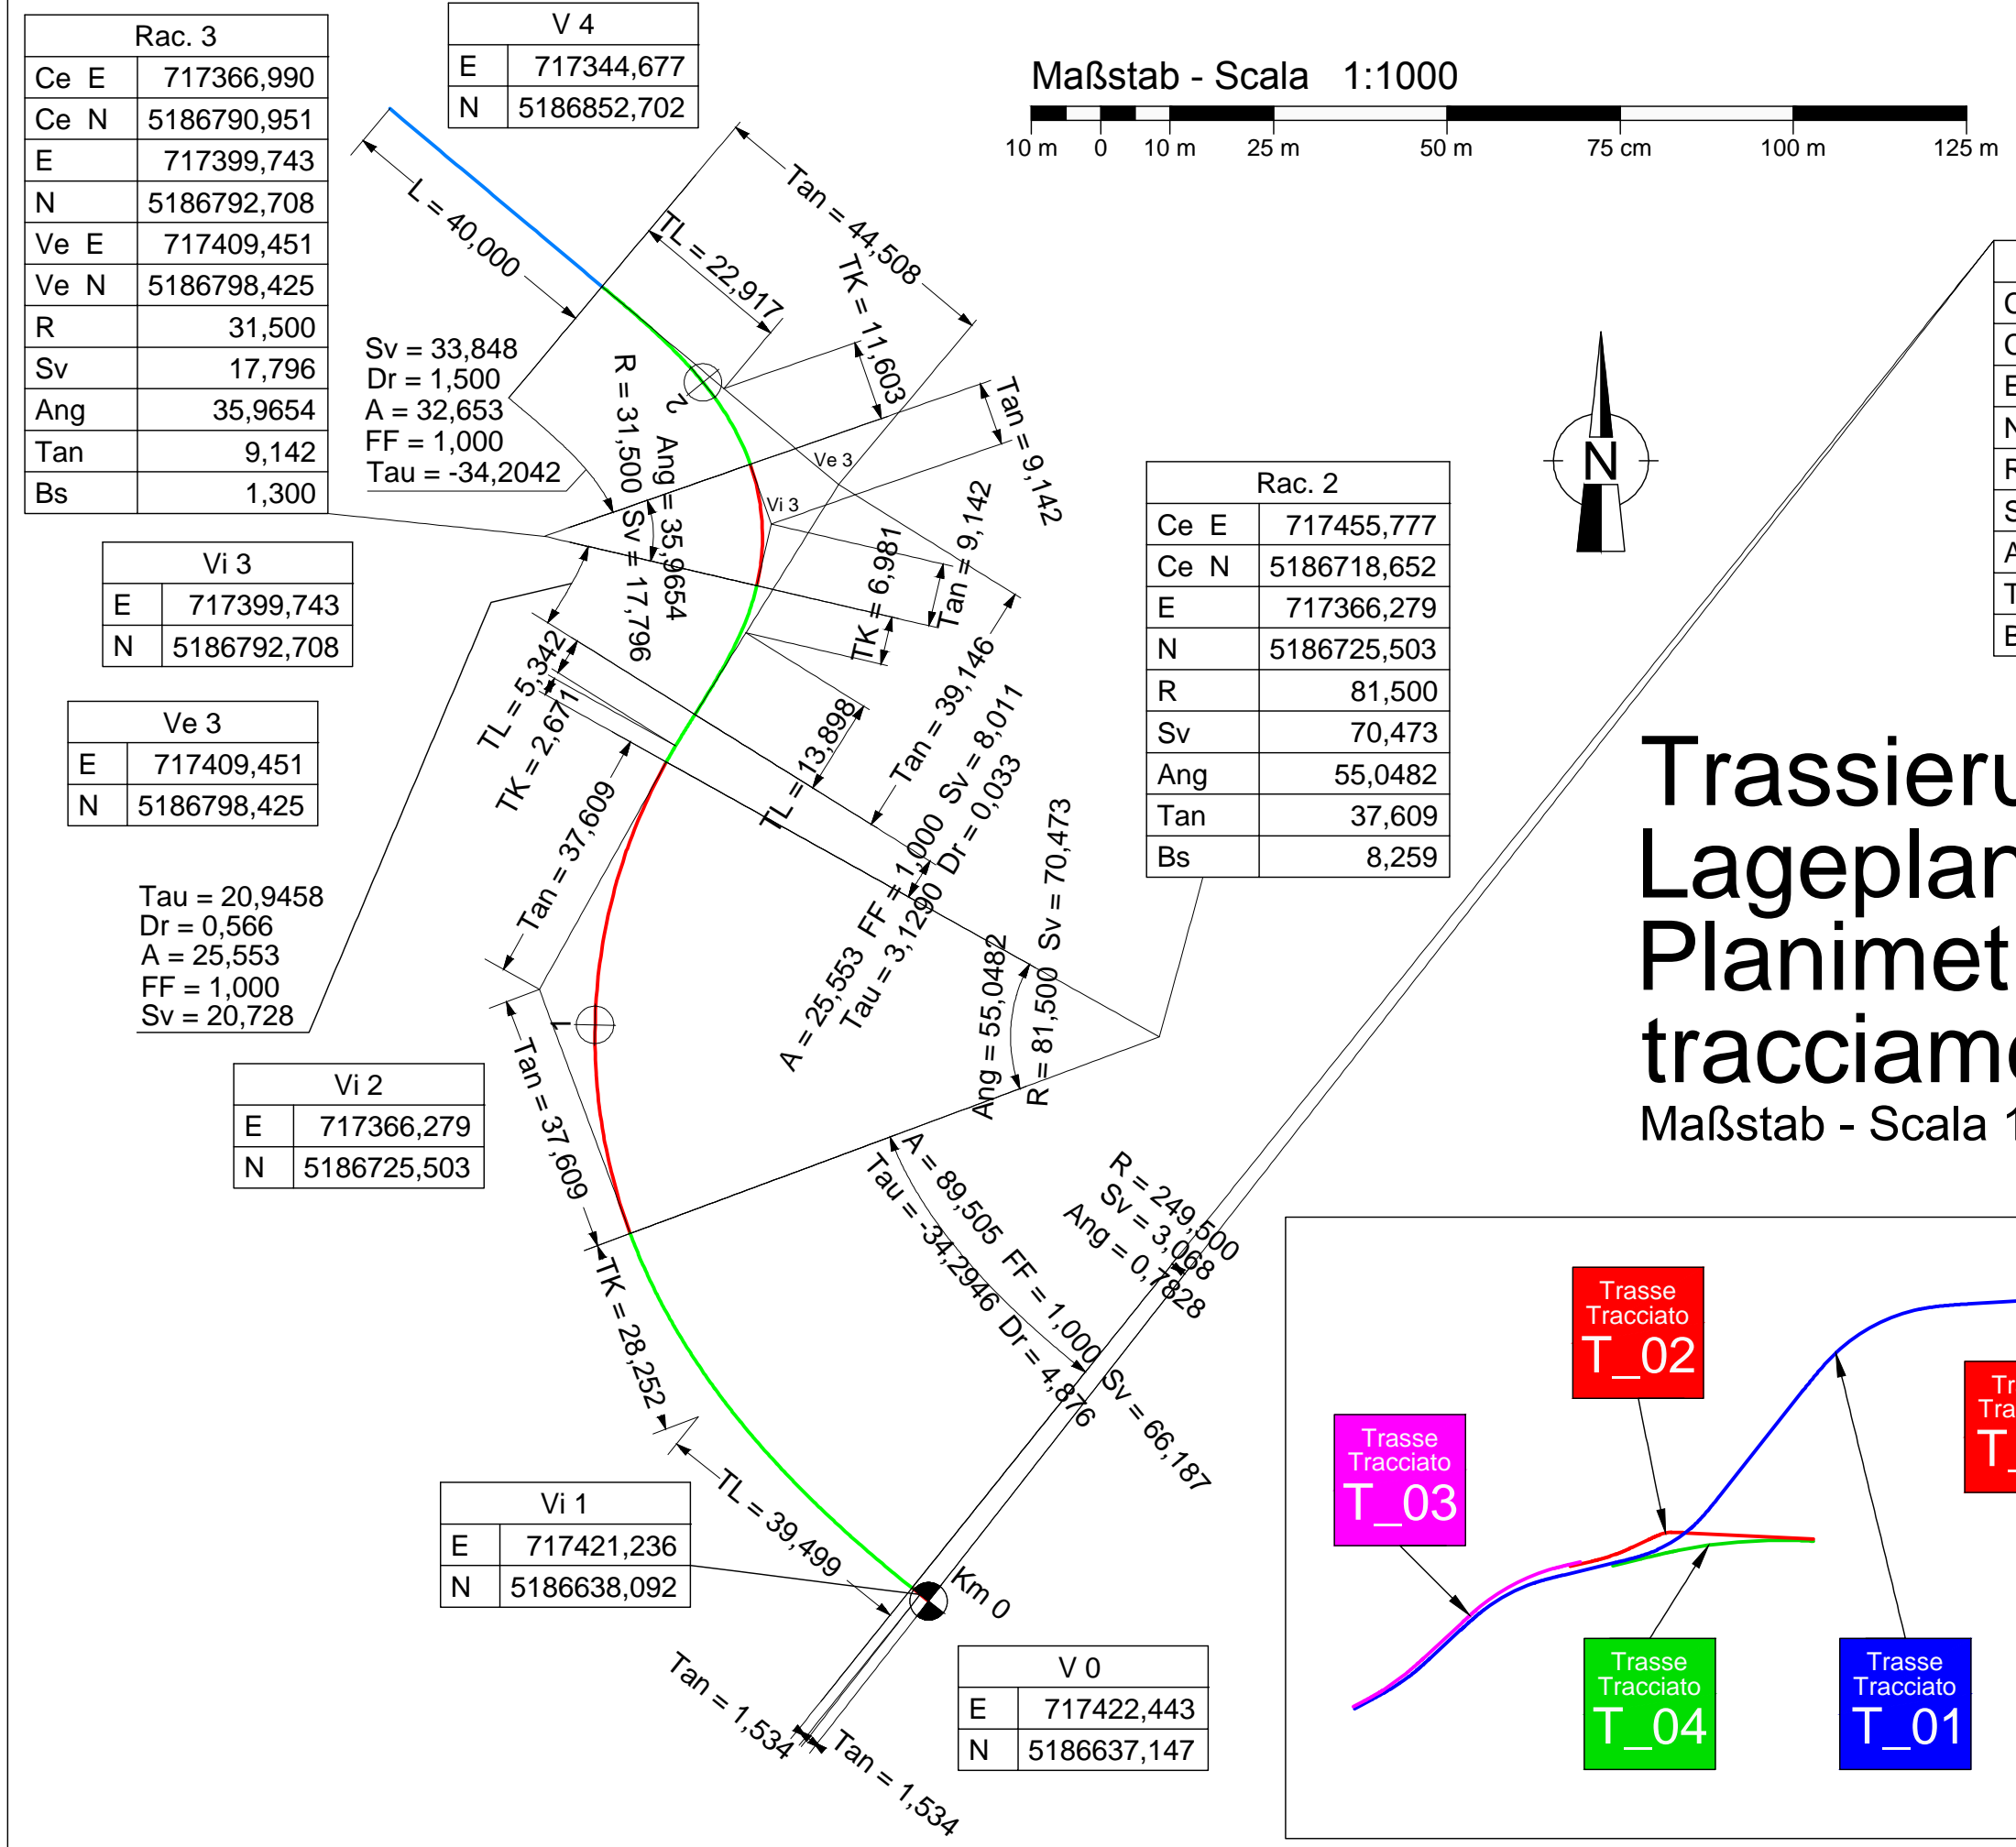 Rac. 3
Ce E 717366,990
Ce N 5186790,951
E 717399,743
N 5186792,708
Ve E 717409,451
Ve N 5186798,425
R 31,500
Sv 17,796
Ang 35,9654
Tan 9,142
Bs 1,300
V 4
E 717344,677
N 5186852,702
Maßstab - Scala 1:1000
10 m 0 10 m 25 m 50 m 75 cm 100 m 125 m
L = 40,000
Tan = 44,508
TL = 22,917
TK = 11,603
Tan = 9,142
Sv = 33,848
Dr = 1,500
A = 32,653
FF = 1,000
Tau = -34,2042
R = 31,500 Sv = 17,796
Ang = 35,9654
2
Ve 3
Vi 3
Tan = 9,142
TK = 6,981
N
Vi 3
E 717399,743
N 5186792,708
Ve 3
E 717409,451
N 5186798,425
Tau = 20,9458
Dr = 0,566
A = 25,553
FF = 1,000
Sv = 20,728
TL = 5,342
TK = 2,671
TL = 13,898
Tan = 39,146
A = 25,553 FF = 1,000 Sv = 8,011
Tau = 3,1290 Dr = 0,033
Tan = 37,609
Rac. 2
Ce E 717455,777
Ce N 5186718,652
E 717366,279
N 5186725,503
R 81,500
Sv 70,473
Ang 55,0482
Tan 37,609
Bs 8,259
Ang = 55,0482
R = 81,500 Sv = 70,473
1
Tan = 37,609
Vi 2
E 717366,279
N 5186725,503
TK = 28,252
A = 89,505 FF = 1,000 Sv = 66,187
Tau = -34,2946 Dr = 4,876
R = 249,500
Sv = 3,068
Ang = 0,7828
TL = 39,499
Vi 1
E 717421,236
N 5186638,092
Km 0
Tan = 1,534
Tan = 1,534
V 0
E 717422,443
N 5186637,147
Lageplan
Maßstab - Scala 1
Trasse
Tracciato
T_02
Trasse
Tracciato
T_03
Trasse
Tracciato
T_04
Trasse
Tracciato
T_01